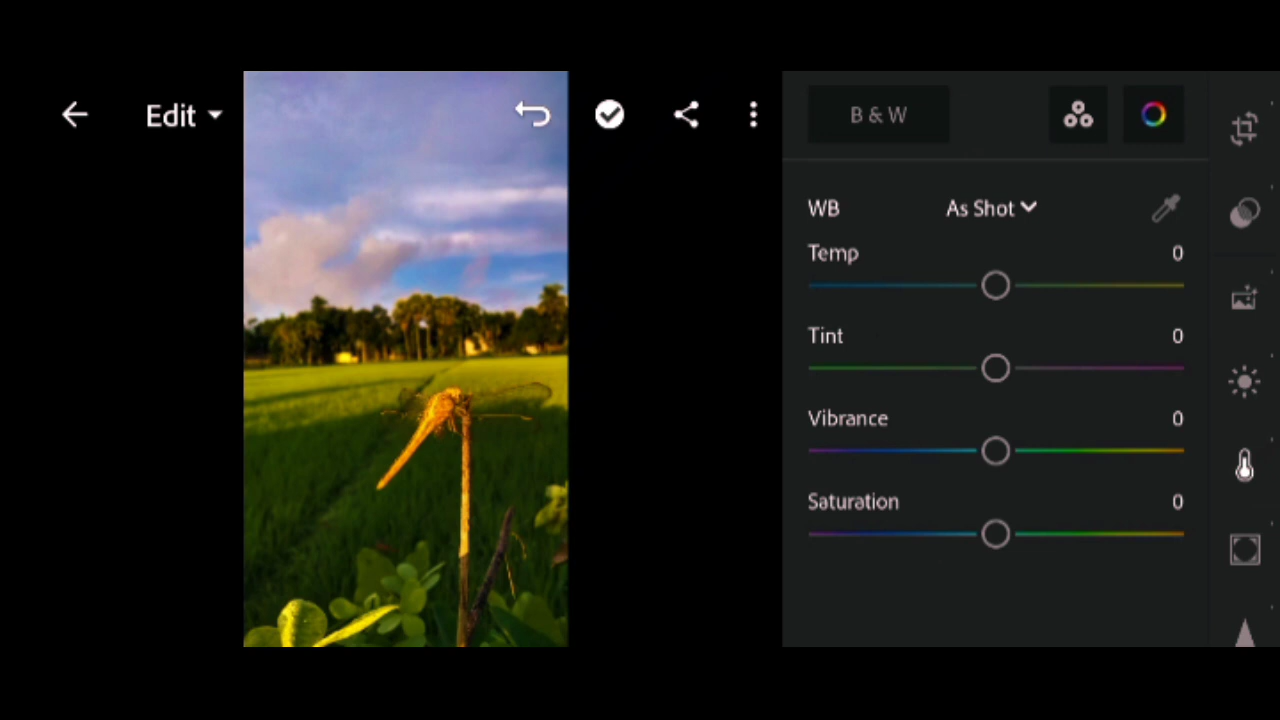 Edit
B & W
WB As Shot
Temp 0
Tint 0
Vibrance 0
Saturation 0